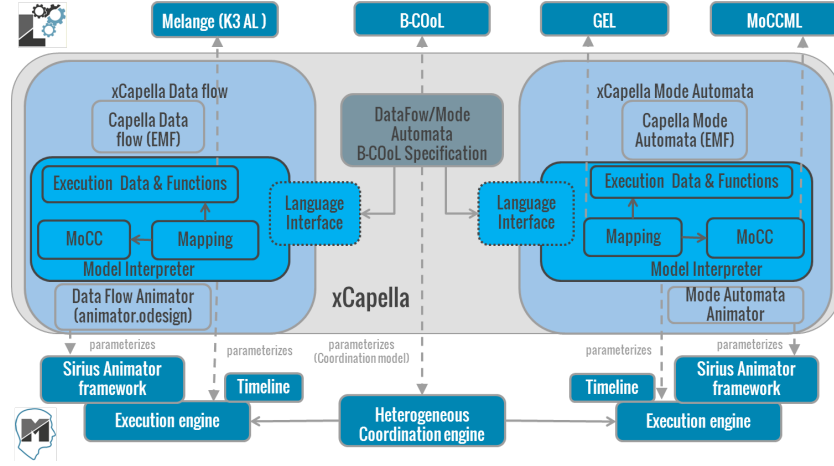 Melange (K3 AL )
B-COoL
GEL
MoCCML
xCapella Data flow
xCapella Mode Automata
Capella Data
flow (EMF)
DataFow/Mode
Automata
B-COoL Specification
Capella Mode
Automata (EMF)
Execution Data & Functions
Execution Data & Functions
Language
Interface
Language
Interface
MoCC
Mapping
Mapping
MoCC
Model Interpreter
Model Interpreter
Data Flow Animator
(animator.odesign)
xCapella
Mode Automata
Animator
parameterizes
parameterizes
parameterizes
(Coordination model)
parameterizes
parameterizes
Sirius Animator
framework
Timeline
Timeline
Sirius Animator
framework
Execution engine
Heterogeneous
Coordination engine
Execution engine
M